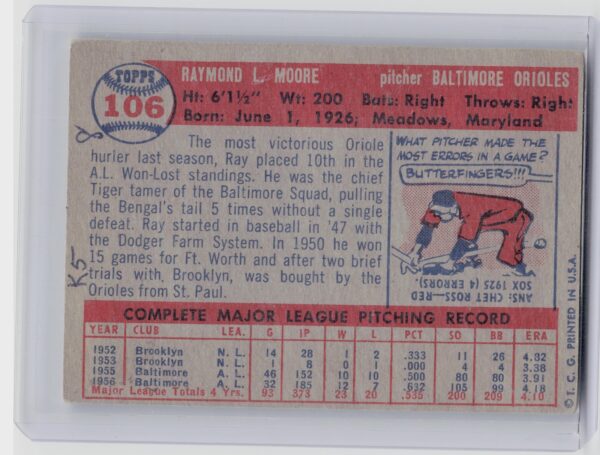 TOPPS
106
RAYMOND L. MOORE pitcher BALTIMORE ORIOLES
Ht: 6'1½" Wt: 200 Bats: Right Throws: Right
Born: June 1, 1926; Meadows, Maryland
The most victorious Oriole
hurler last season, Ray placed 10th in the
A.L. Won-Lost standings. He was the chief
Tiger tamer of the Baltimore Squad, pulling
the Bengal's tail 5 times without a single
defeat. Ray started in baseball in '47 with
the Dodger Farm System. In 1950 he won
15 games for Ft. Worth and after two brief
trials with, Brooklyn, was bought by the
Orioles from St. Paul.
K5
WHAT PITCHER MADE THE
MOST ERRORS IN A GAME?
BUTTERFINGERS!!!
ANS: CHET ROSS—RED
SOX 1925 (4 ERRORS).
COMPLETE MAJOR LEAGUE PITCHING RECORD
YEAR CLUB LEA. G IP W L PCT SO BB ERA
1952 Brooklyn N. L. 14 28 1 2 .333 11 26 4.82
1953 Brooklyn N. L. 1 8 0 1 .000 4 4 3.38
1955 Baltimore A. L. 46 152 10 10 .500 80 80 3.91
1956 Baltimore A. L. 32 185 12 7 .632 105 99 4.18
Major League Totals 4 Yrs. 93 373 23 20 .535 200 209 4.10
© T. C. G. PRINTED IN U.S.A.